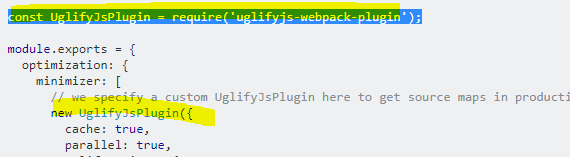 const UglifyJsPlugin = require('uglifyjs-webpack-plugin');
module.exports = {
optimization: {
minimizer: [
// we specify a custom UglifyJsPlugin here to get source maps in producti
new UglifyJsPlugin({
cache: true,
parallel: true,